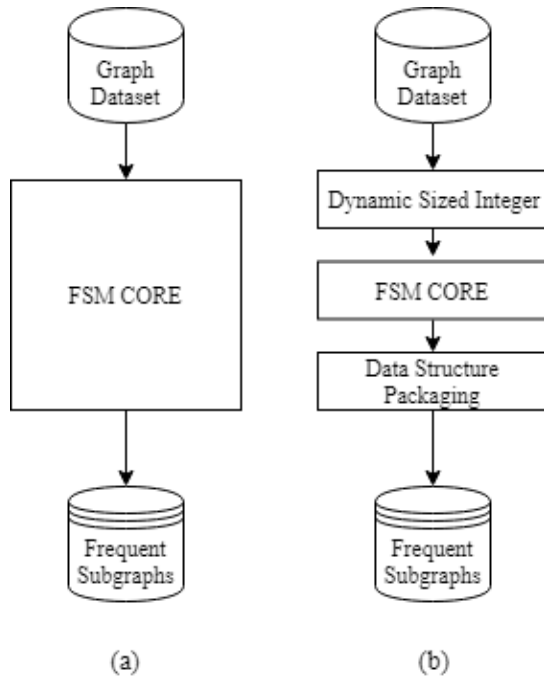 Graph
Dataset
FSM CORE
Frequent
Subgraphs
(a)
Graph
Dataset
Dynamic Sized Integer
FSM CORE
Data Structure
Packaging
Frequent
Subgraphs
(b)